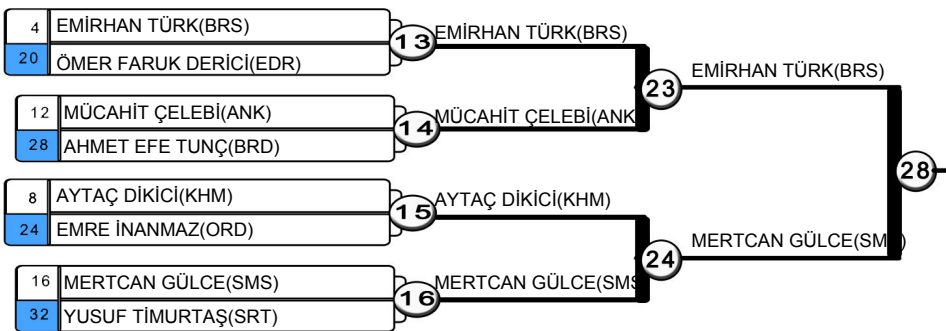 4 EMİRHAN TÜRK(BRS)
20 ÖMER FARUK DERİCİ(EDR)
13 EMİRHAN TÜRK(BRS)
12 MÜCAHİT ÇELEBİ(ANK)
28 AHMET EFE TUNÇ(BRD)
14 MÜCAHİT ÇELEBİ(ANK
23 EMİRHAN TÜRK(BRS)
8 AYTAÇ DİKİCİ(KHM)
24 EMRE İNANMAZ(ORD)
15 AYTAÇ DİKİCİ(KHM)
16 MERTCAN GÜLCE(SMS)
32 YUSUF TİMURTAŞ(SRT)
16 MERTCAN GÜLCE(SMS
24 MERTCAN GÜLCE(SMS)
28